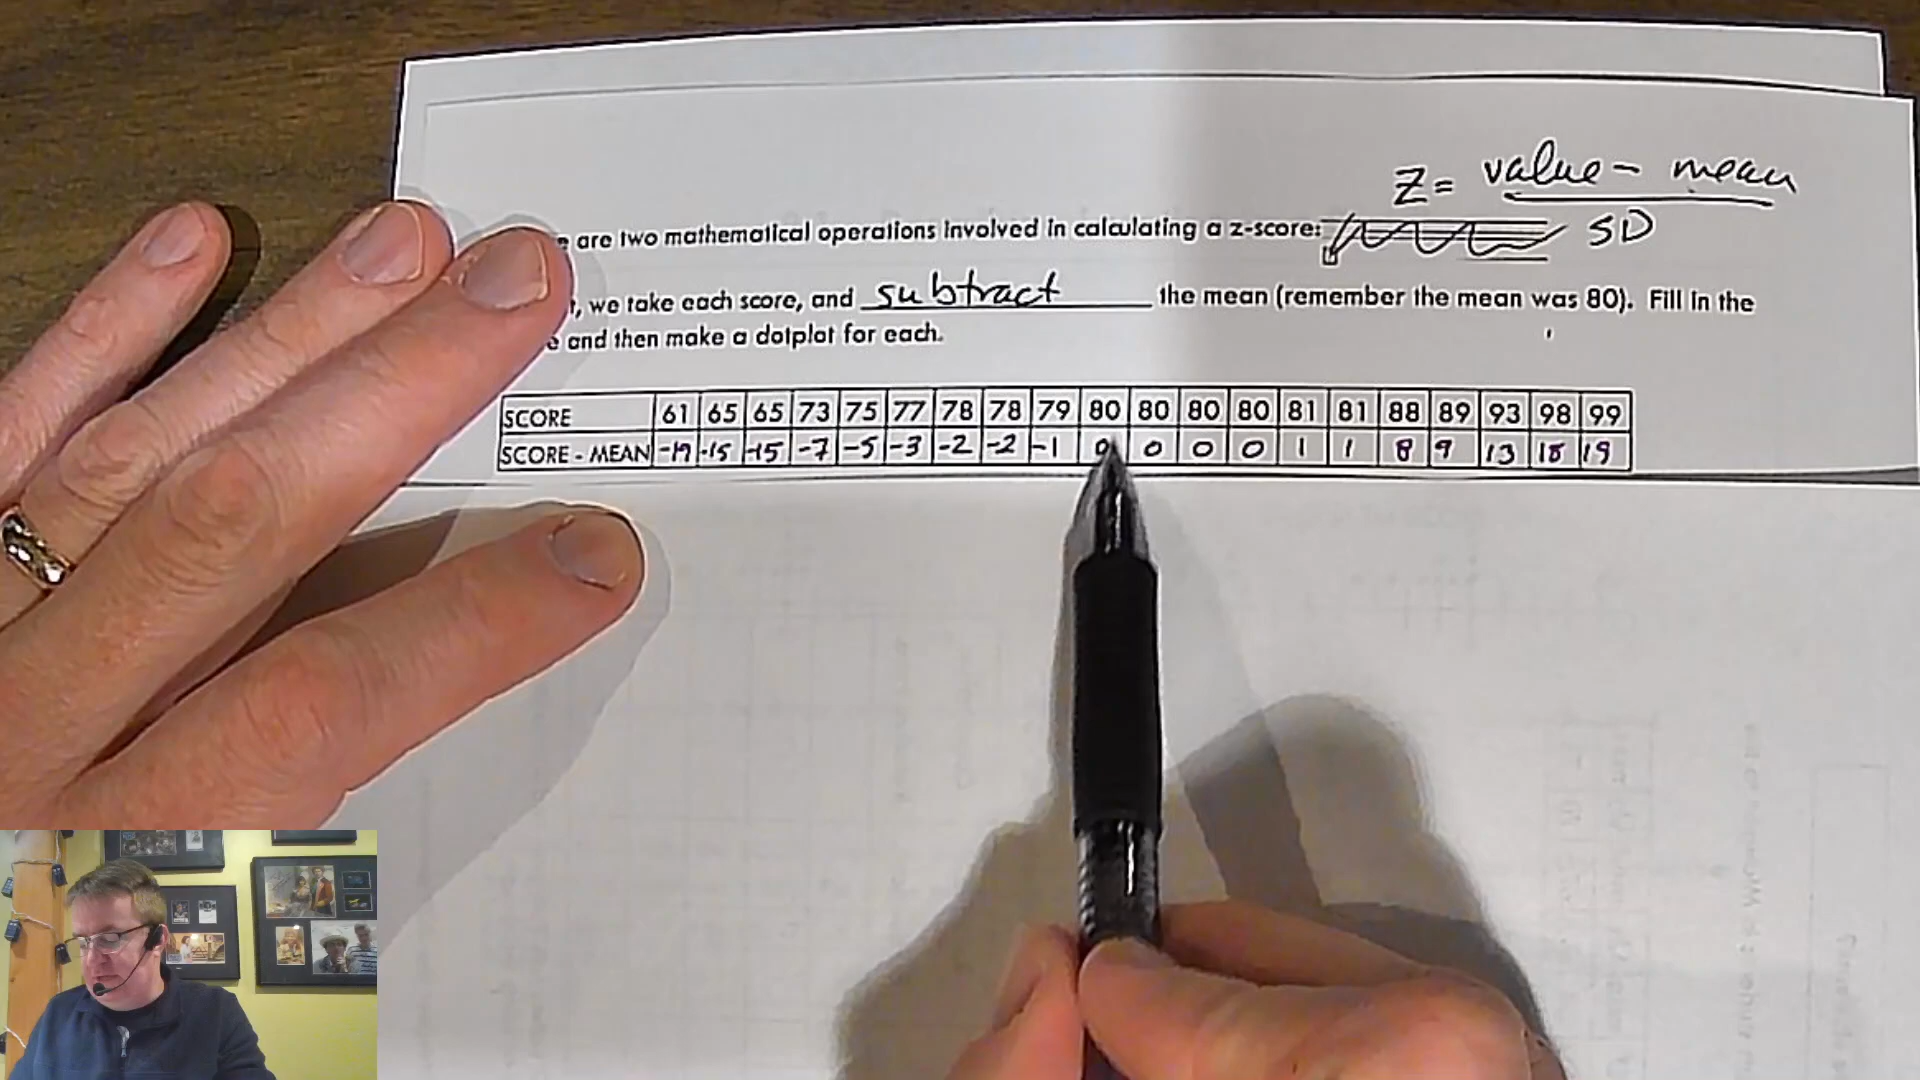 z = value - mean
are two mathematical operations involved in calculating a z-score: SD
we take each score, and subtract the mean (remember the mean was 80). Fill in the
and then make a dotplot for each.
SCORE 61 65 65 73 75 77 78 78 79 80 80 80 80 81 81 88 89 93 98 99
SCORE - MEAN -19 -15 -15 -7 -5 -3 -2 -2 -1 0 0 0 0 1 1 8 9 13 18 19